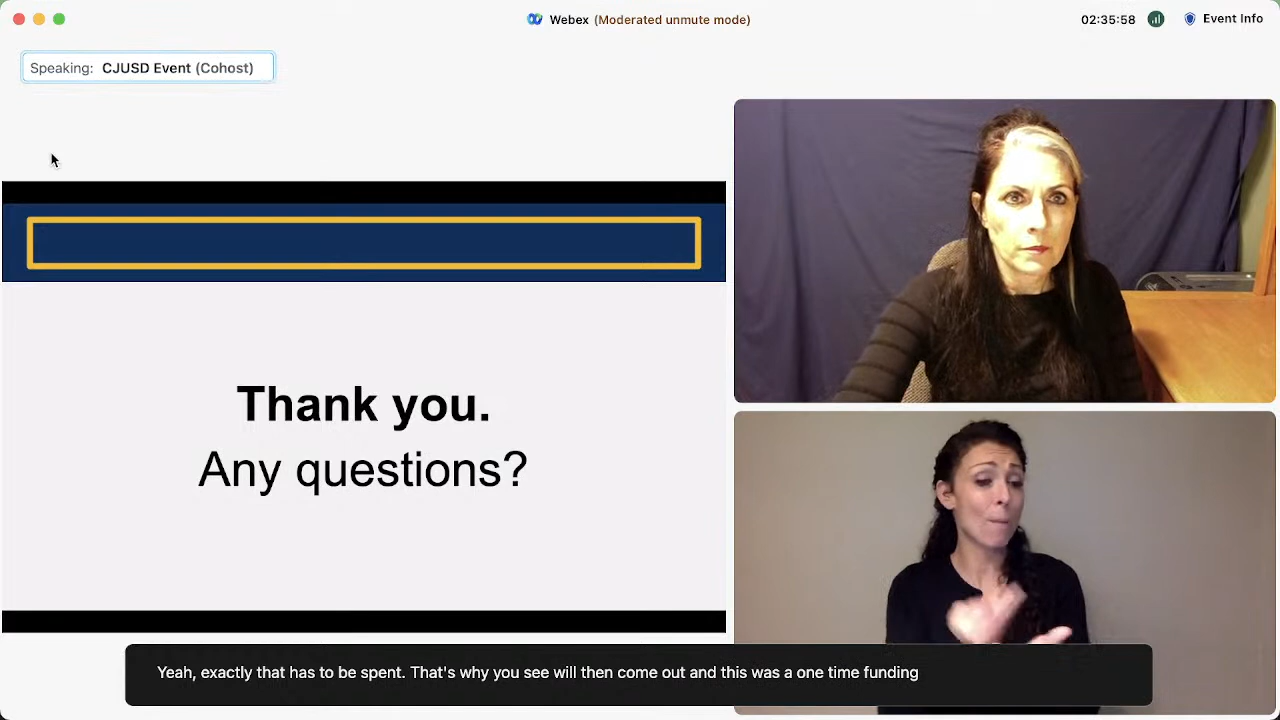 Webex (Moderated unmute mode)
02:35:58
Event Info
Speaking: CJUSD Event (Cohost)
Thank you.
Any questions?
Yeah, exactly that has to be spent. That's why you see will then come out and this was a one time funding